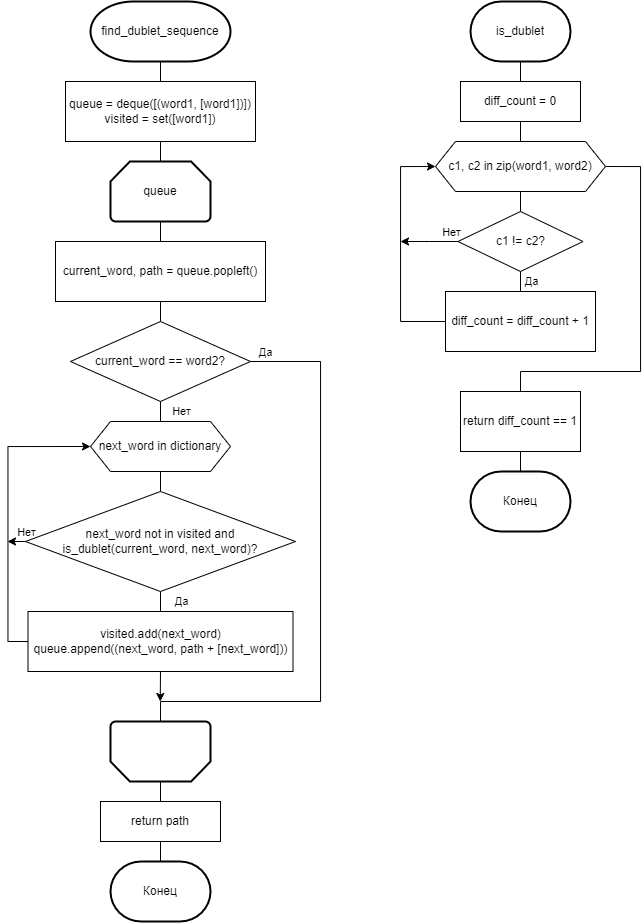 find_dublet_sequence
queue = deque([(word1, [word1])])
visited = set([word1])
queue
current_word, path = queue.popleft()
current_word == word2?
Да
Нет
next_word in dictionary
next_word not in visited and
is_dublet(current_word, next_word)?
Нет
Да
visited.add(next_word)
queue.append((next_word, path + [next_word]))
return path
Конец
is_dublet
diff_count = 0
c1, c2 in zip(word1, word2)
Нет
c1 != c2?
Да
diff_count = diff_count + 1
return diff_count == 1
Конец